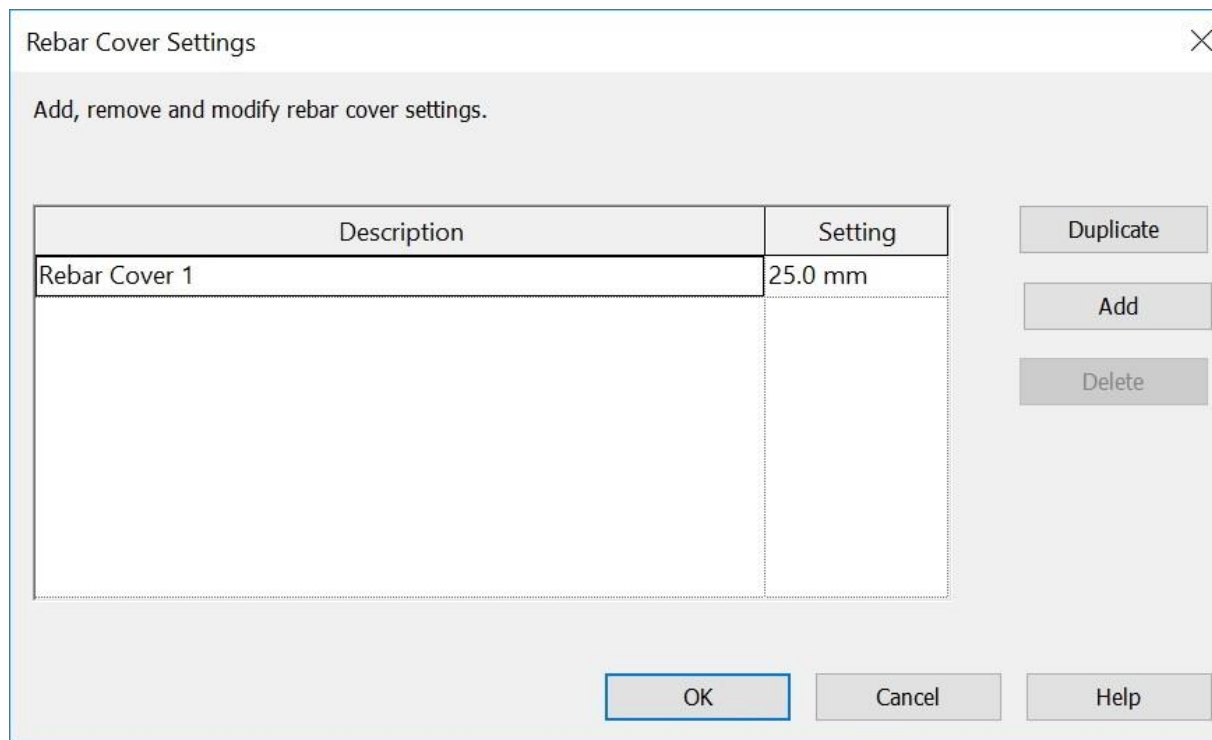 Rebar Cover Settings
Add, remove and modify rebar cover settings.
Description Setting
Rebar Cover 1 25.0 mm
Duplicate
Add
Delete
OK Cancel Help